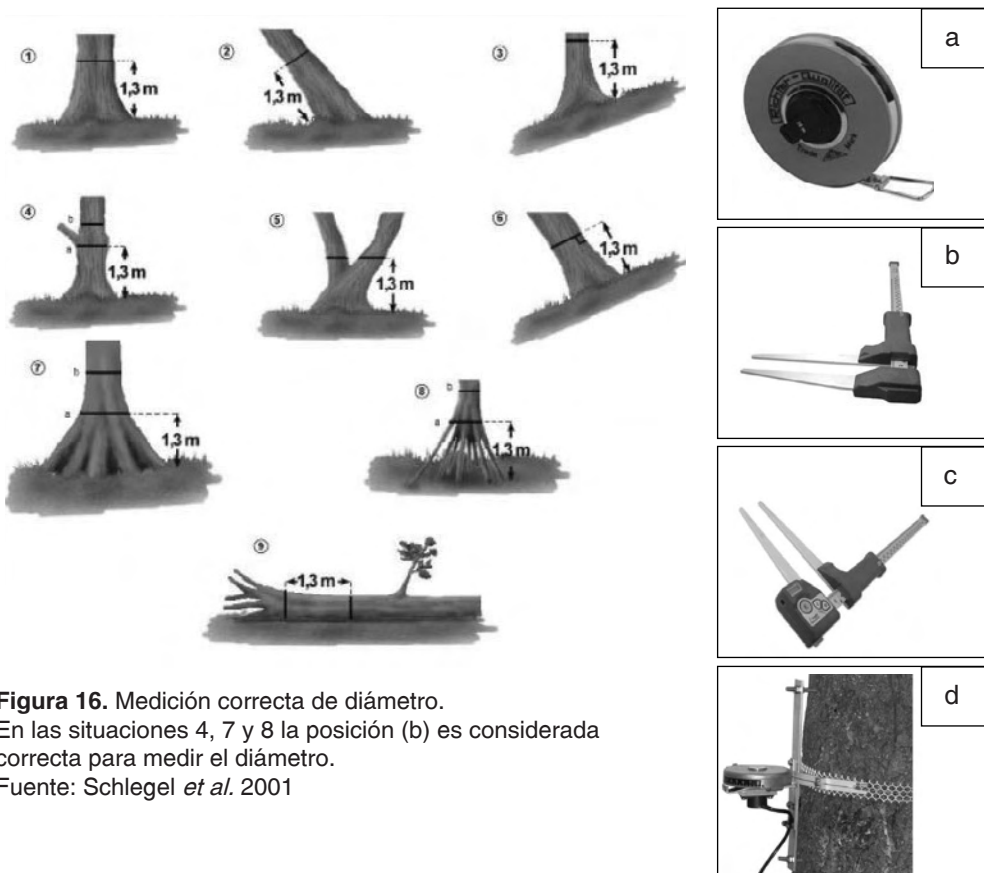 1
1,3 m
2
1,3 m
3
1,3 m
4
b
a
1,3 m
5
1,3 m
6
1,3 m
7
b
a
1,3 m
8
b
a
1,3 m
9
1,3 m
Figura 16. Medición correcta de diámetro.
En las situaciones 4, 7 y 8 la posición (b) es considerada
correcta para medir el diámetro.
Fuente: Schlegel et al. 2001
a
Qualität
b
c
d